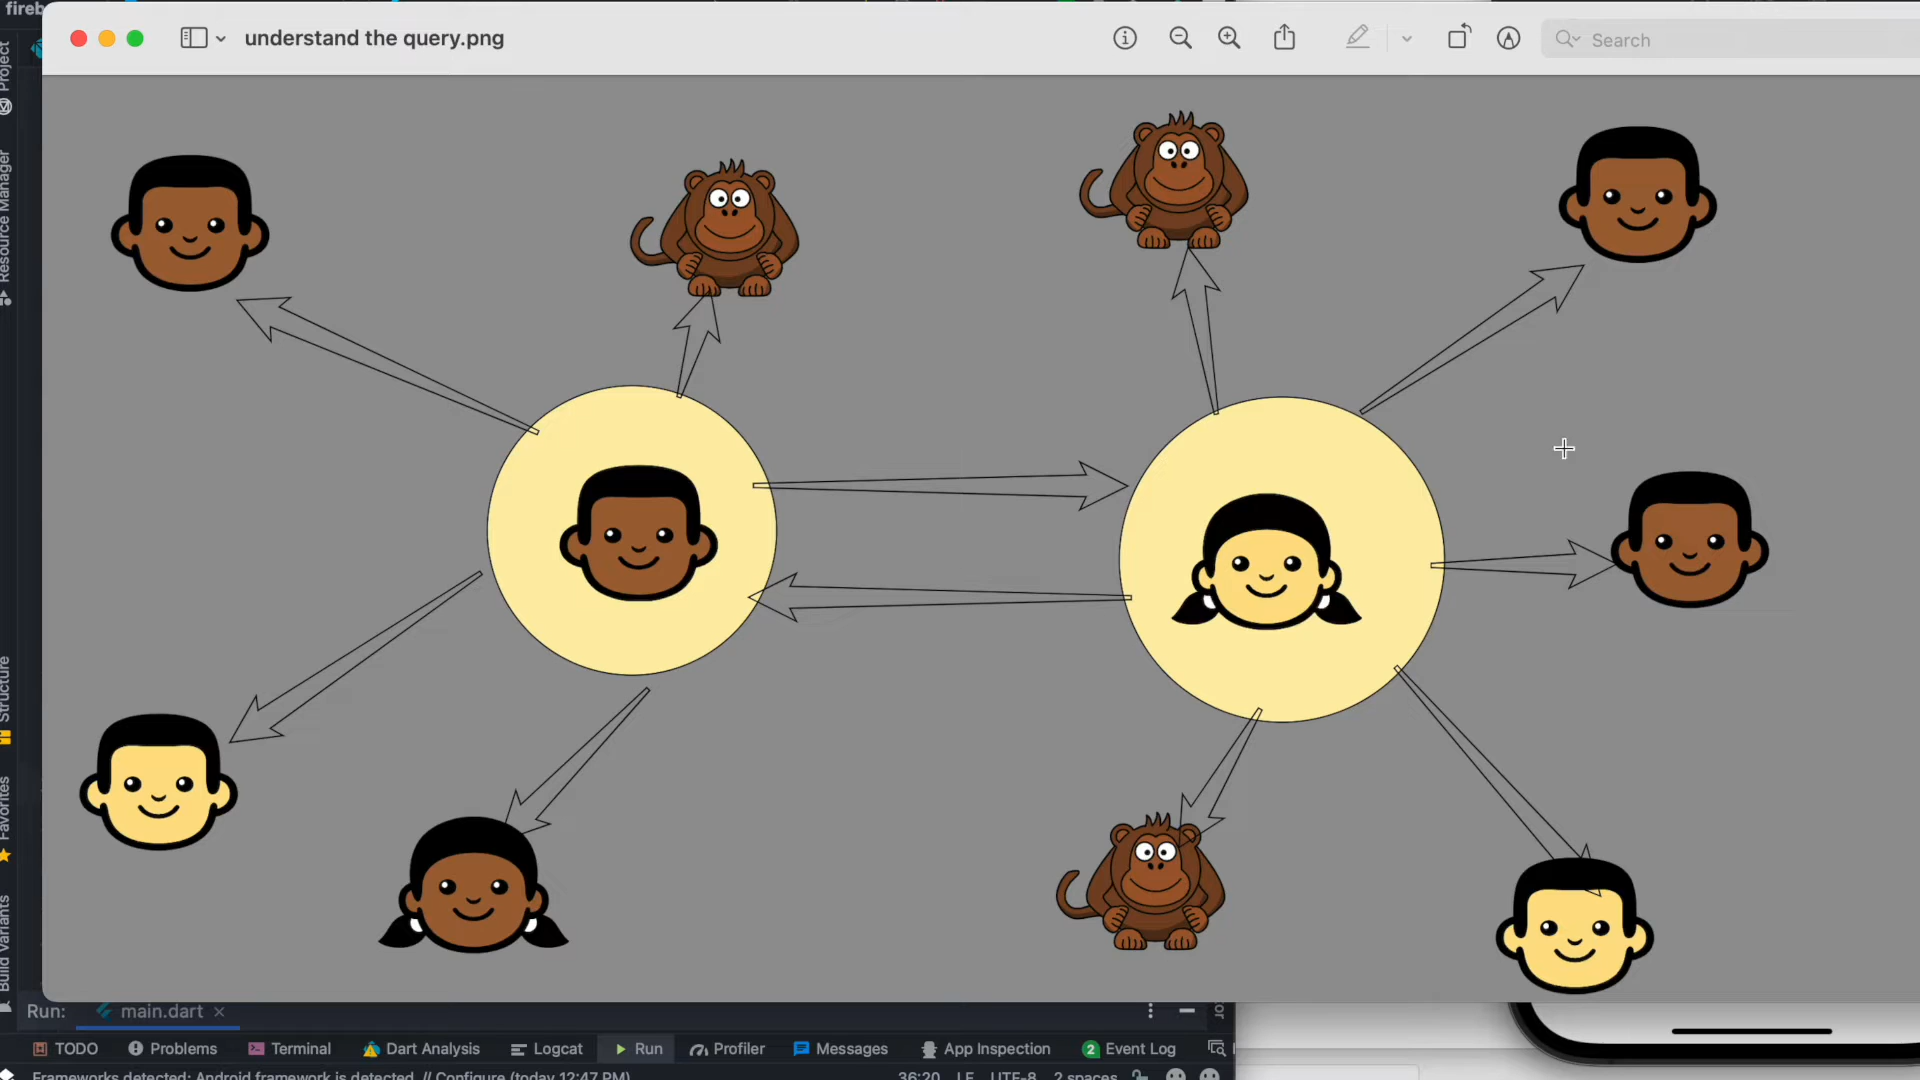 fireb
understand the query.png
Search
Project
Resource Manager
Structure
Favorites
Build Variants
Run:
main.dart
TODO
Problems
Terminal
Dart Analysis
Logcat
Run
Profiler
Messages
App Inspection
2
Event Log
Frameworks detected: Android framework is detected. // Configure (today 12:47 PM)
36:20
LF
UTF-8
2 spaces